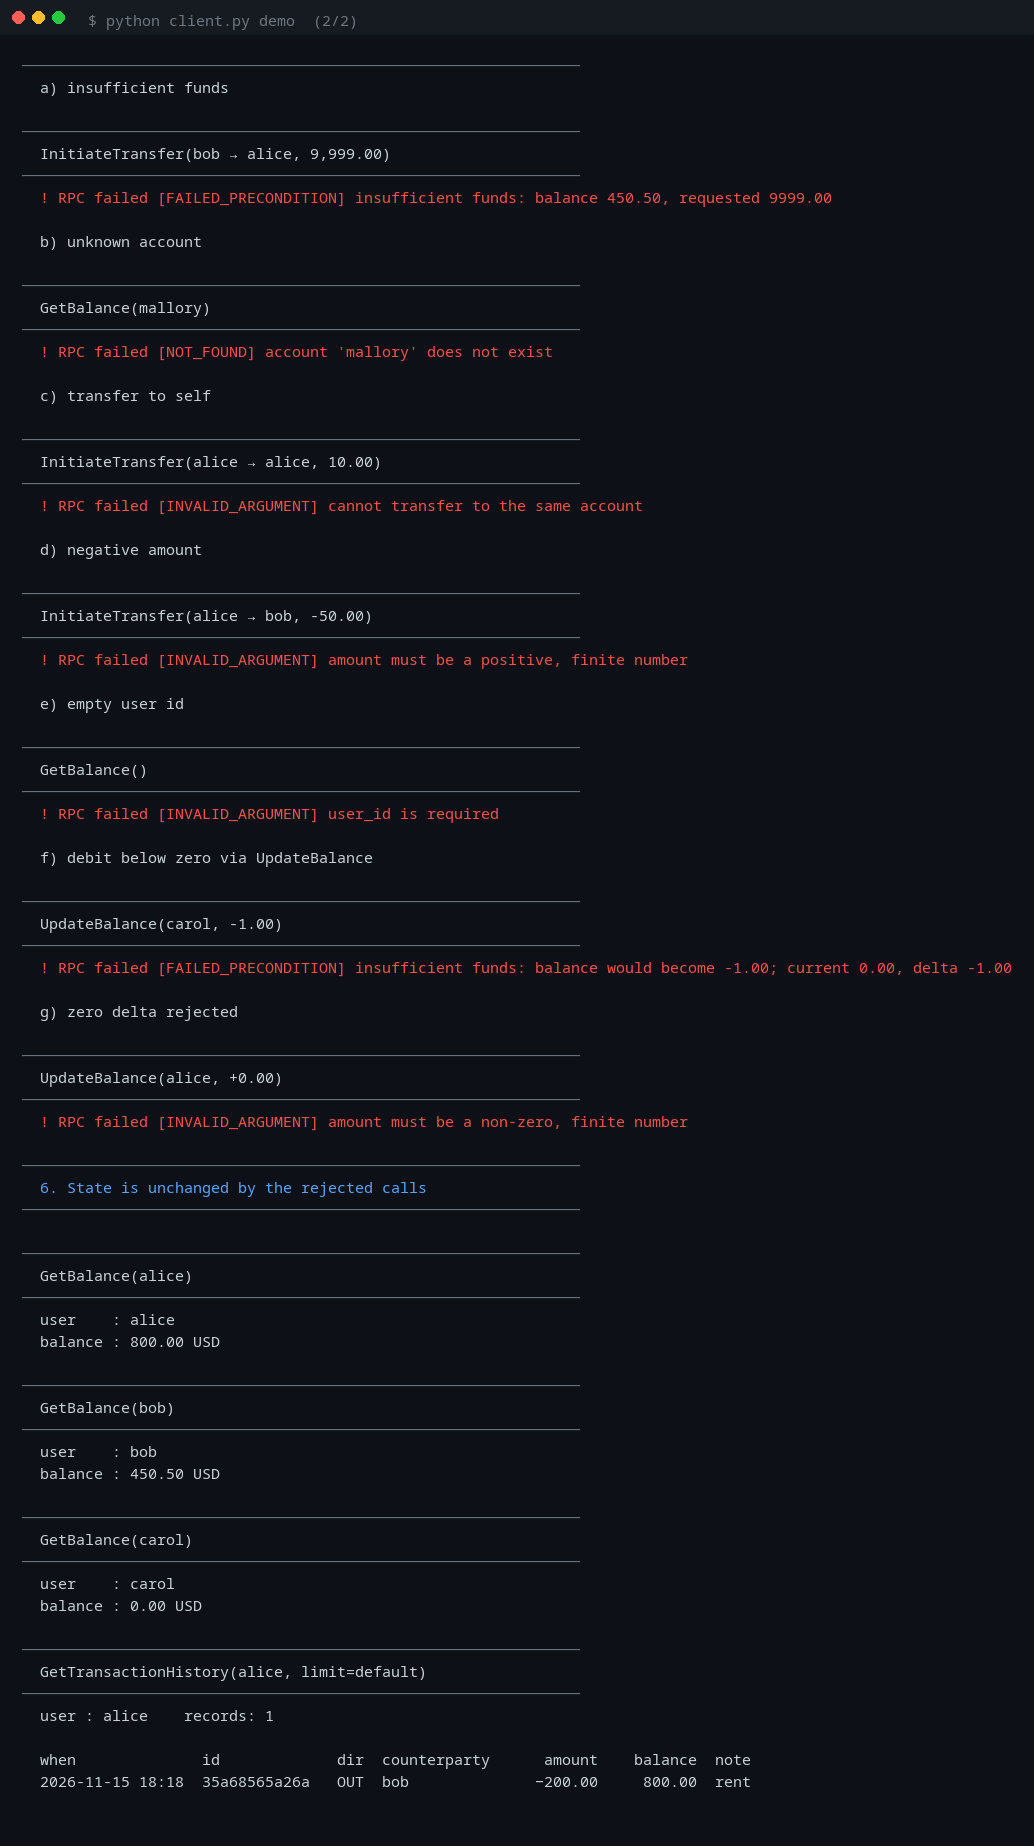 $ python client.py demo  (2/2)
a) insufficient funds
InitiateTransfer(bob → alice, 9,999.00)
! RPC failed [FAILED_PRECONDITION] insufficient funds: balance 450.50, requested 9999.00
b) unknown account
GetBalance(mallory)
! RPC failed [NOT_FOUND] account 'mallory' does not exist
c) transfer to self
InitiateTransfer(alice → alice, 10.00)
! RPC failed [INVALID_ARGUMENT] cannot transfer to the same account
d) negative amount
InitiateTransfer(alice → bob, -50.00)
! RPC failed [INVALID_ARGUMENT] amount must be a positive, finite number
e) empty user id
GetBalance()
! RPC failed [INVALID_ARGUMENT] user_id is required
f) debit below zero via UpdateBalance
UpdateBalance(carol, -1.00)
! RPC failed [FAILED_PRECONDITION] insufficient funds: balance would become -1.00; current 0.00, delta -1.00
g) zero delta rejected
UpdateBalance(alice, +0.00)
! RPC failed [INVALID_ARGUMENT] amount must be a non-zero, finite number
6. State is unchanged by the rejected calls
GetBalance(alice)
user    : alice
balance : 800.00 USD
GetBalance(bob)
user    : bob
balance : 450.50 USD
GetBalance(carol)
user    : carol
balance : 0.00 USD
GetTransactionHistory(alice, limit=default)
user : alice    records: 1
when              id             dir  counterparty      amount    balance  note
2026-11-15 18:18  35a68565a26a   OUT  bob              −200.00     800.00  rent